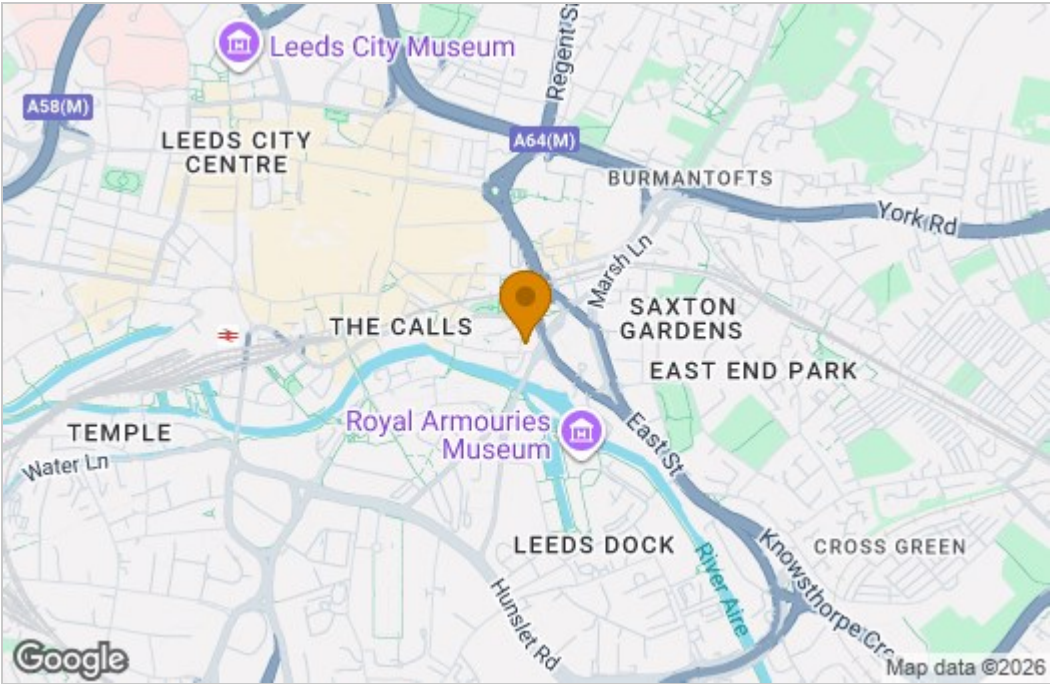 Leeds City Museum
Regent St
A58(M)
A64(M)
LEEDS CITY
CENTRE
BURMANTOFTS
York Rd
Marsh Ln
SAXTON
GARDENS
THE CALLS
EAST END PARK
Royal Armouries
Museum
TEMPLE
East St
Water Ln
LEEDS DOCK
CROSS GREEN
River Aire
Knowsthorpe Cre
Hunslet Rd
Google
Map data ©2026